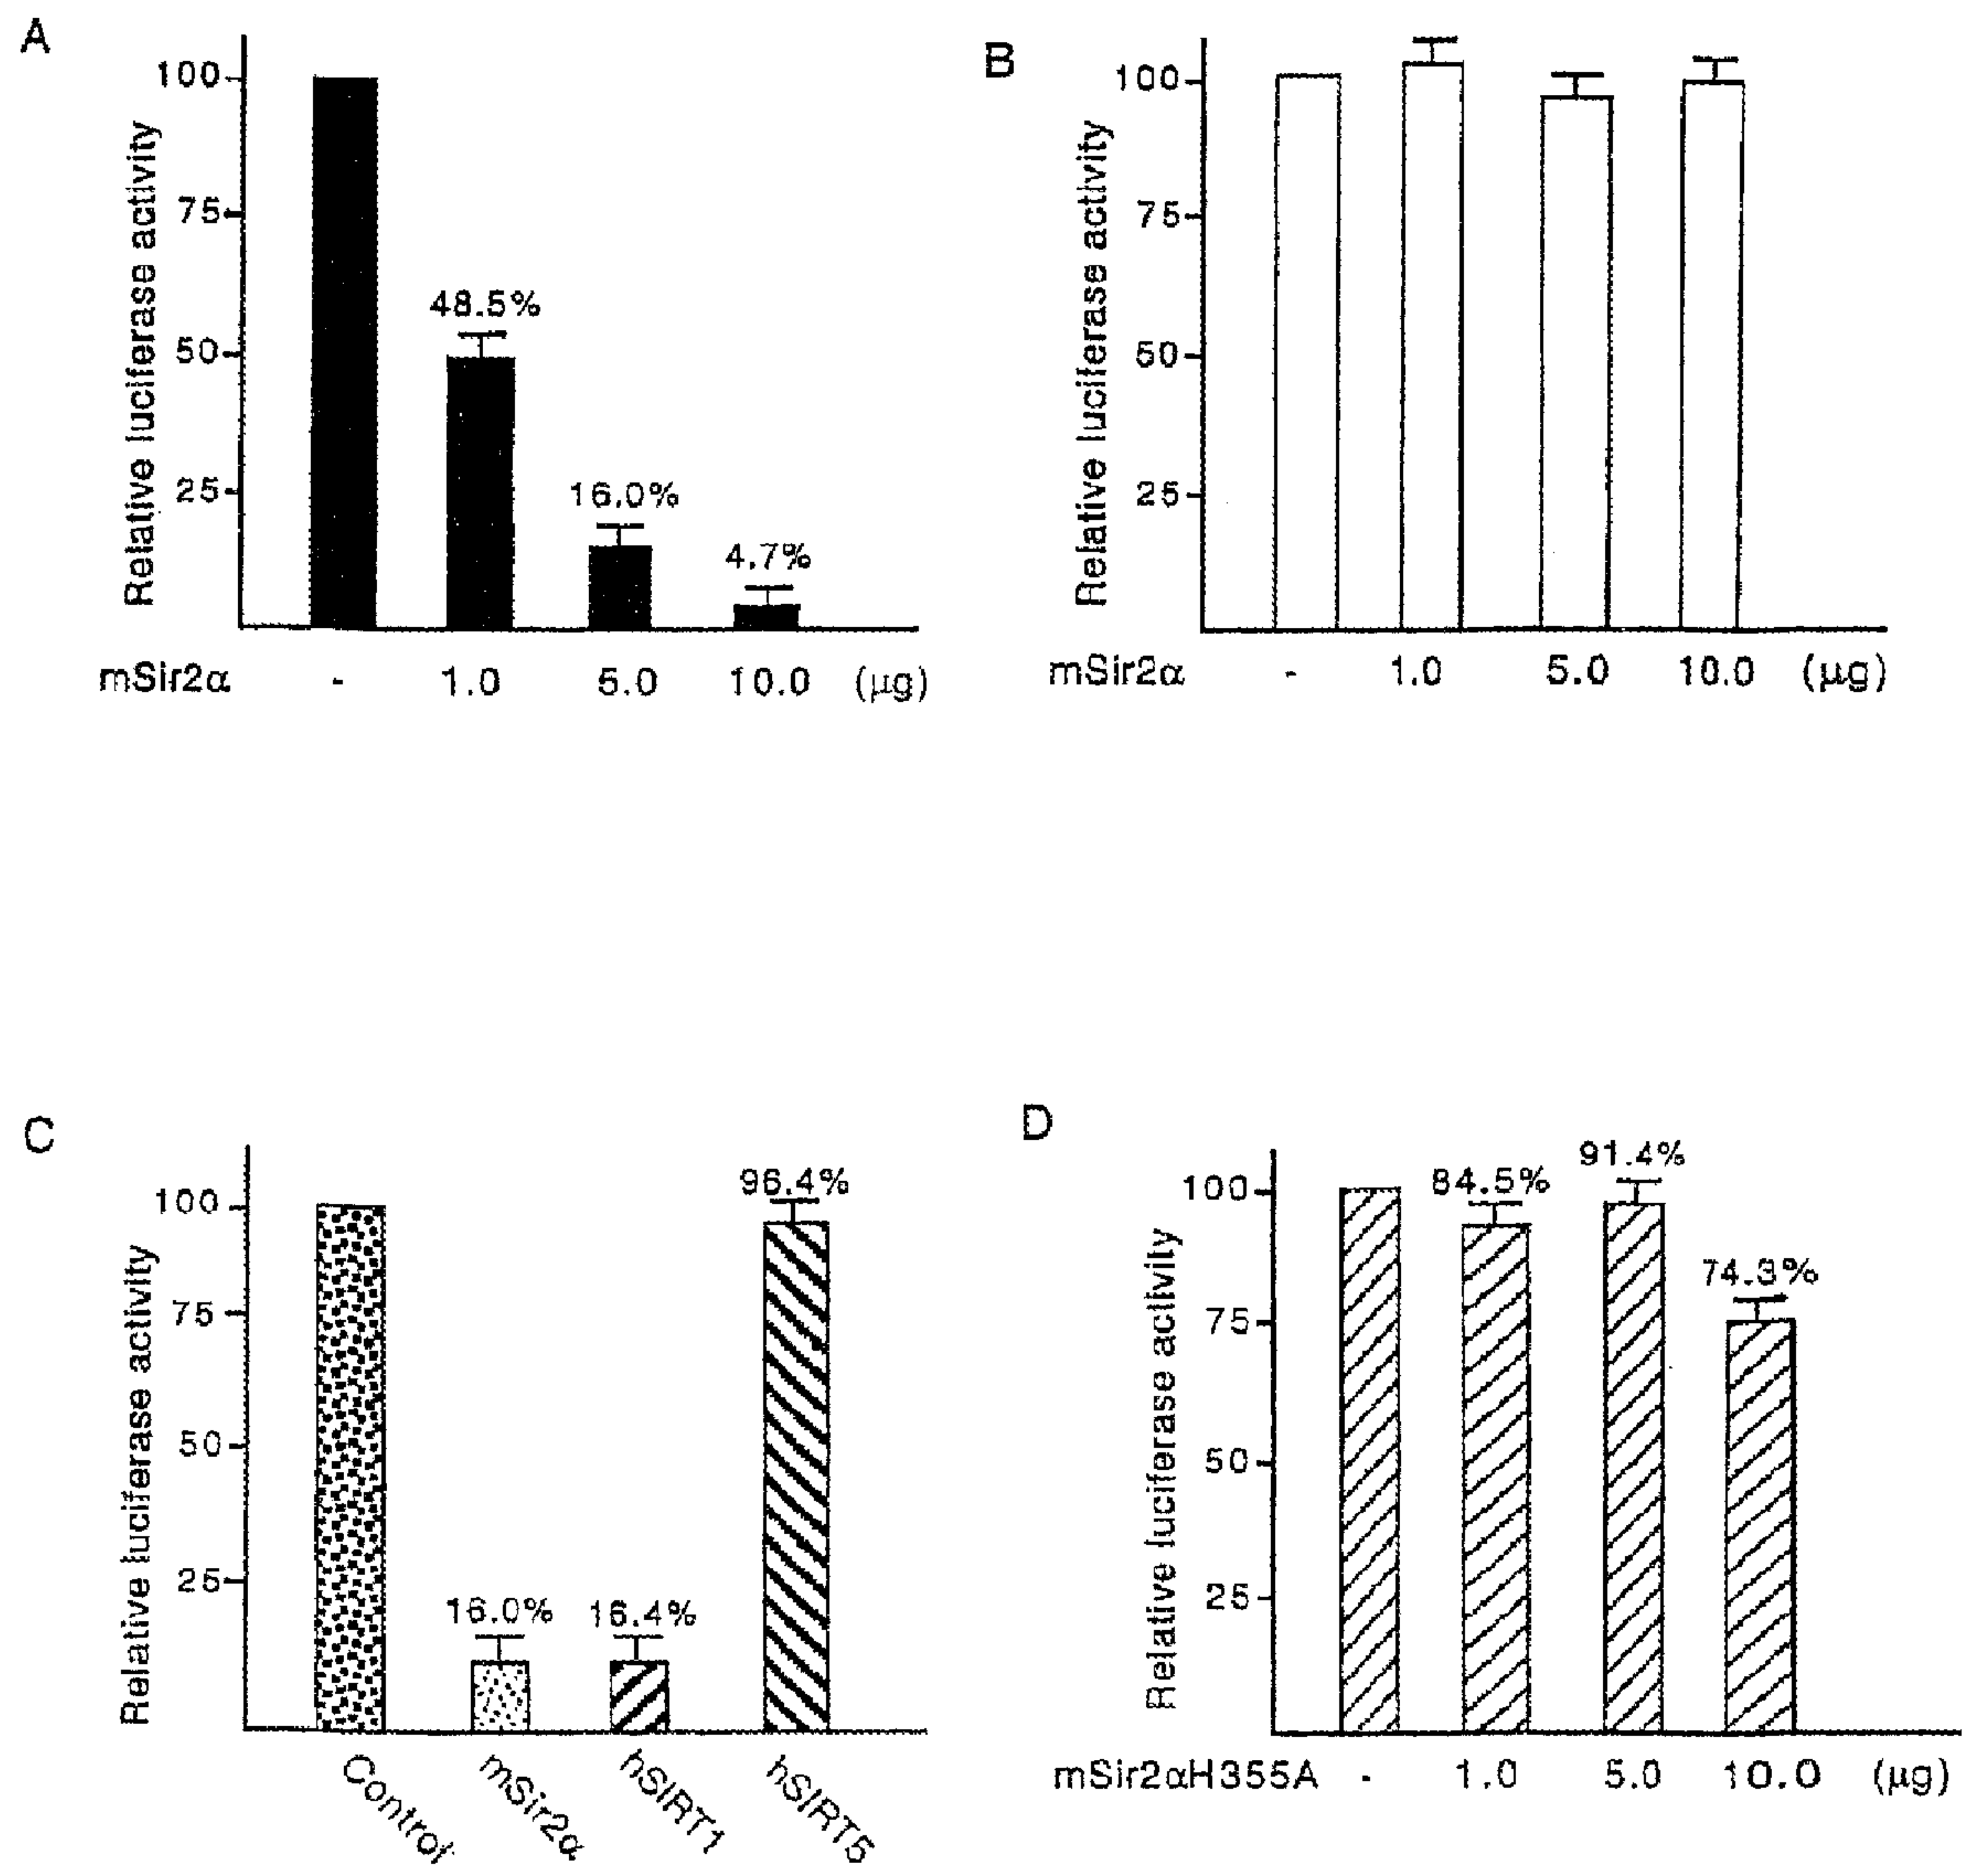 A
Relative luciferase activity
100
75
50
25
48.5%
16.0%
4.7%
mSir2α - 1.0 5.0 10.0 (μg)
B
Relative luciferase activity
100
75
50
25
mSir2α - 1.0 5.0 10.0 (μg)
C
Relative luciferase activity
100
75
50
25
16.0%
16.4%
96.4%
Control
mSir2α
hSIRT1
hSIRT5
D
Relative luciferase activity
100
75
50
25
84.5%
91.4%
74.3%
mSir2αH355A - 1.0 5.0 10.0 (μg)